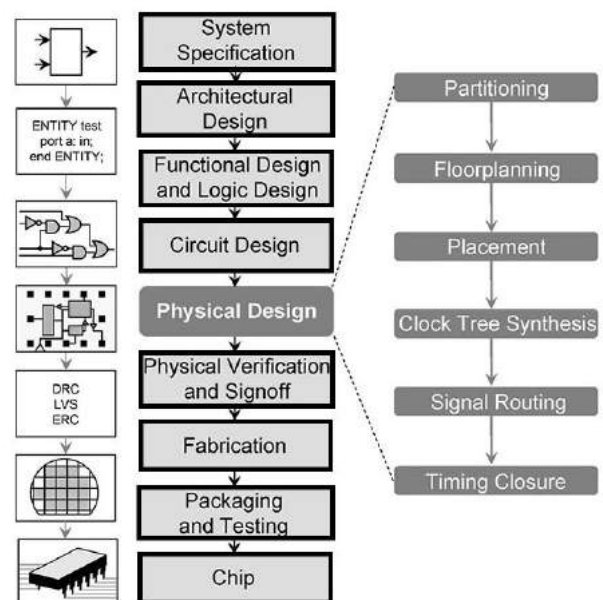 ENTITY test
port a: in;
end ENTITY;
DRC
LVS
ERC
System
Specification
Architectural
Design
Functional Design
and Logic Design
Circuit Design
Physical Design
Physical Verification
and Signoff
Fabrication
Packaging
and Testing
Chip
Partitioning
Floorplanning
Placement
Clock Tree Synthesis
Signal Routing
Timing Closure